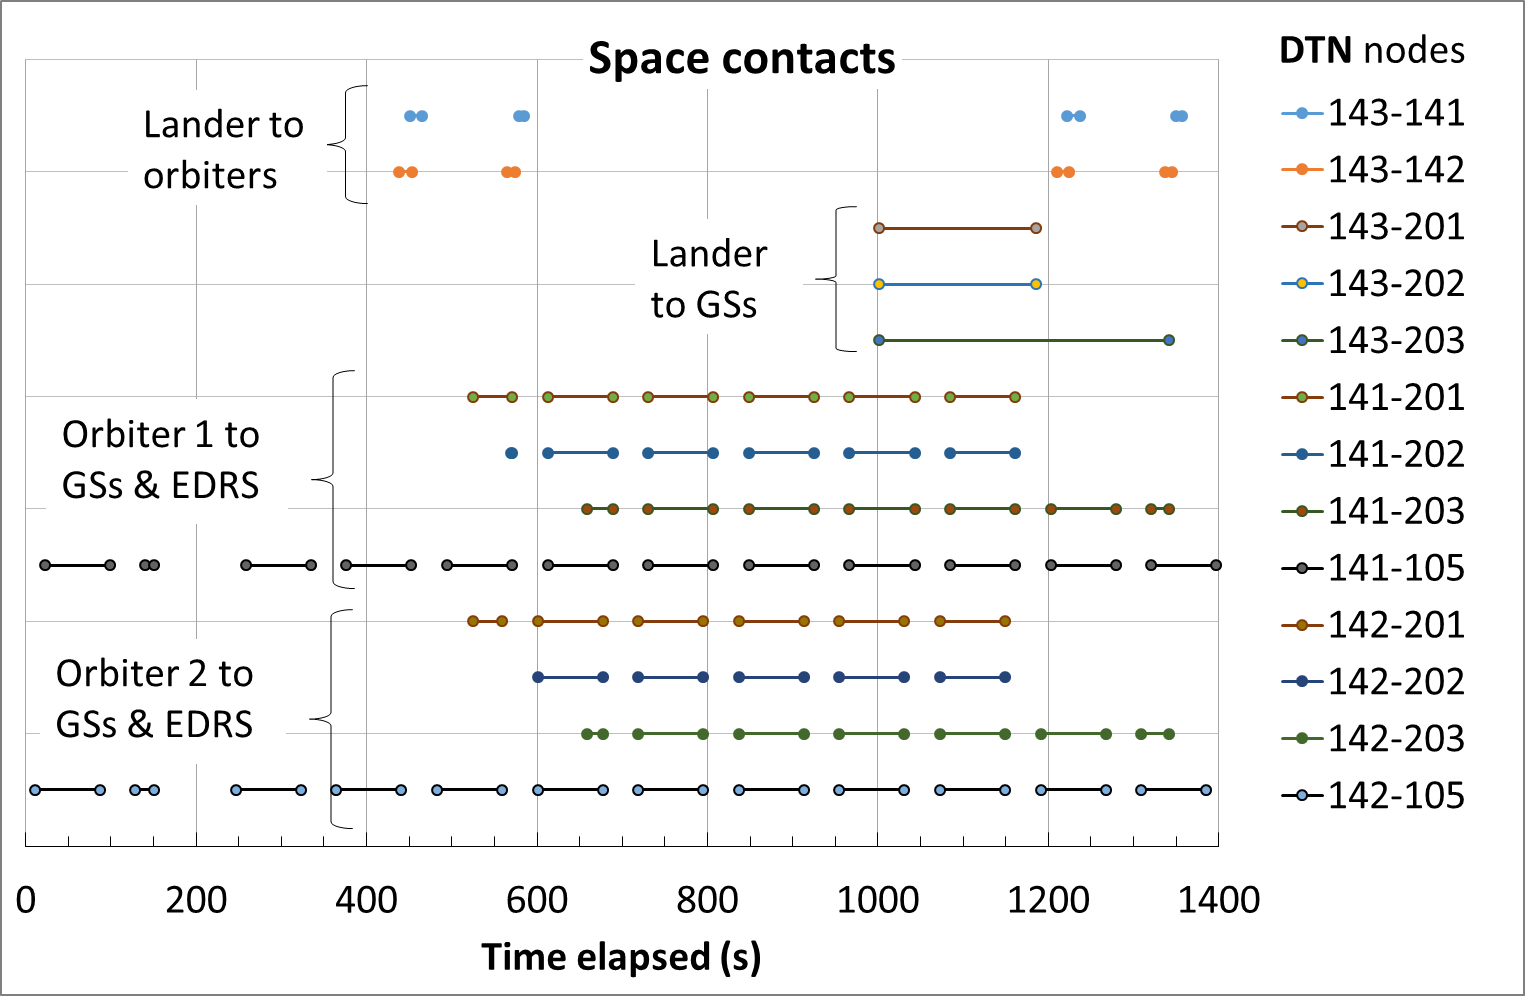 Space contacts
DTN nodes
143-141
143-142
143-201
143-202
143-203
141-201
141-202
141-203
141-105
142-201
142-202
142-203
142-105
Lander to
orbiters
Lander
to GSs
Orbiter 1 to
GSs & EDRS
Orbiter 2 to
GSs & EDRS
0 200 400 600 800 1000 1200 1400
Time elapsed (s)